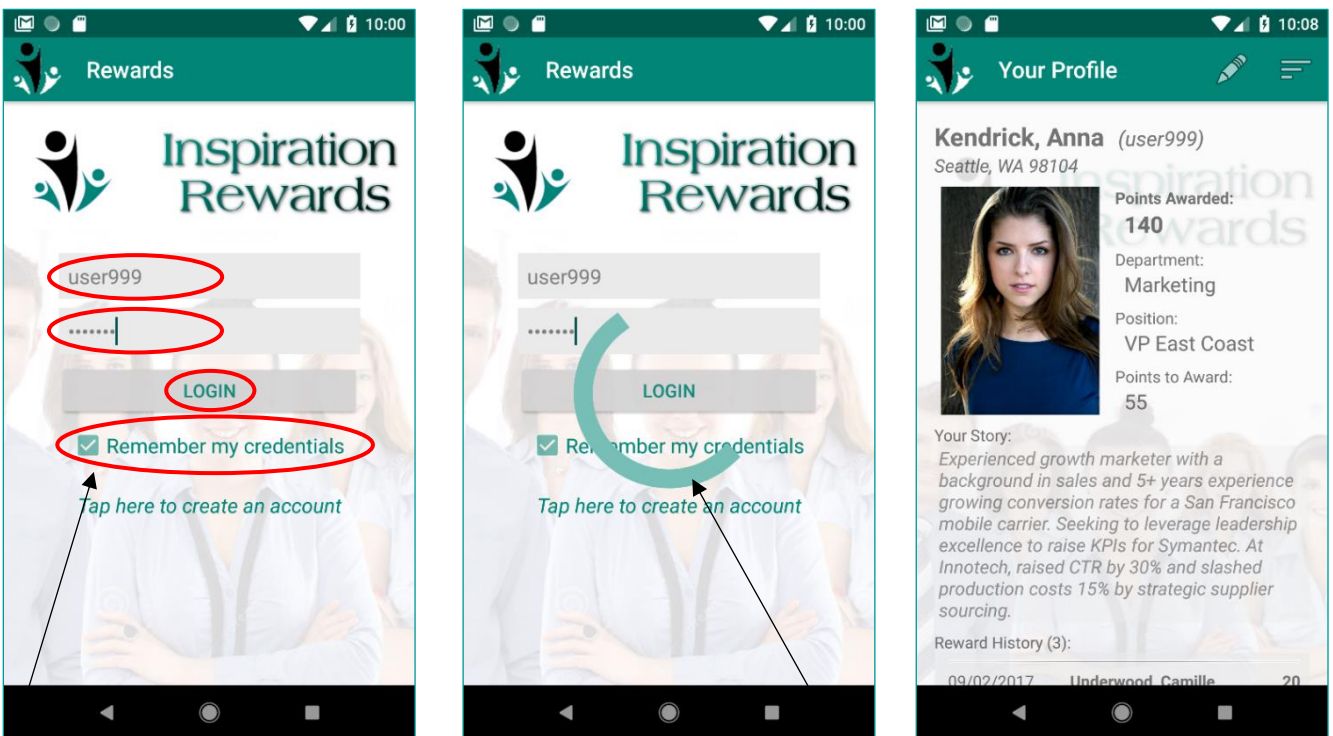 10:00
Rewards
Inspiration
Rewards
user999
•••••••
LOGIN
Remember my credentials
Tap here to create an account
10:00
Rewards
Inspiration
Rewards
user999
•••••••
LOGIN
Remember my credentials
Tap here to create an account
10:08
Your Profile
Kendrick, Anna (user999)
Seattle, WA 98104
Inspiration
Rewards
Points Awarded:
140
Department:
Marketing
Position:
VP East Coast
Points to Award:
55
Your Story:
Experienced growth marketer with a
background in sales and 5+ years experience
growing conversion rates for a San Francisco
mobile carrier. Seeking to leverage leadership
excellence to raise KPIs for Symantec. At
Innotech, raised CTR by 30% and slashed
production costs 15% by strategic supplier
sourcing.
Reward History (3):
09/02/2017 Underwood, Camille 20